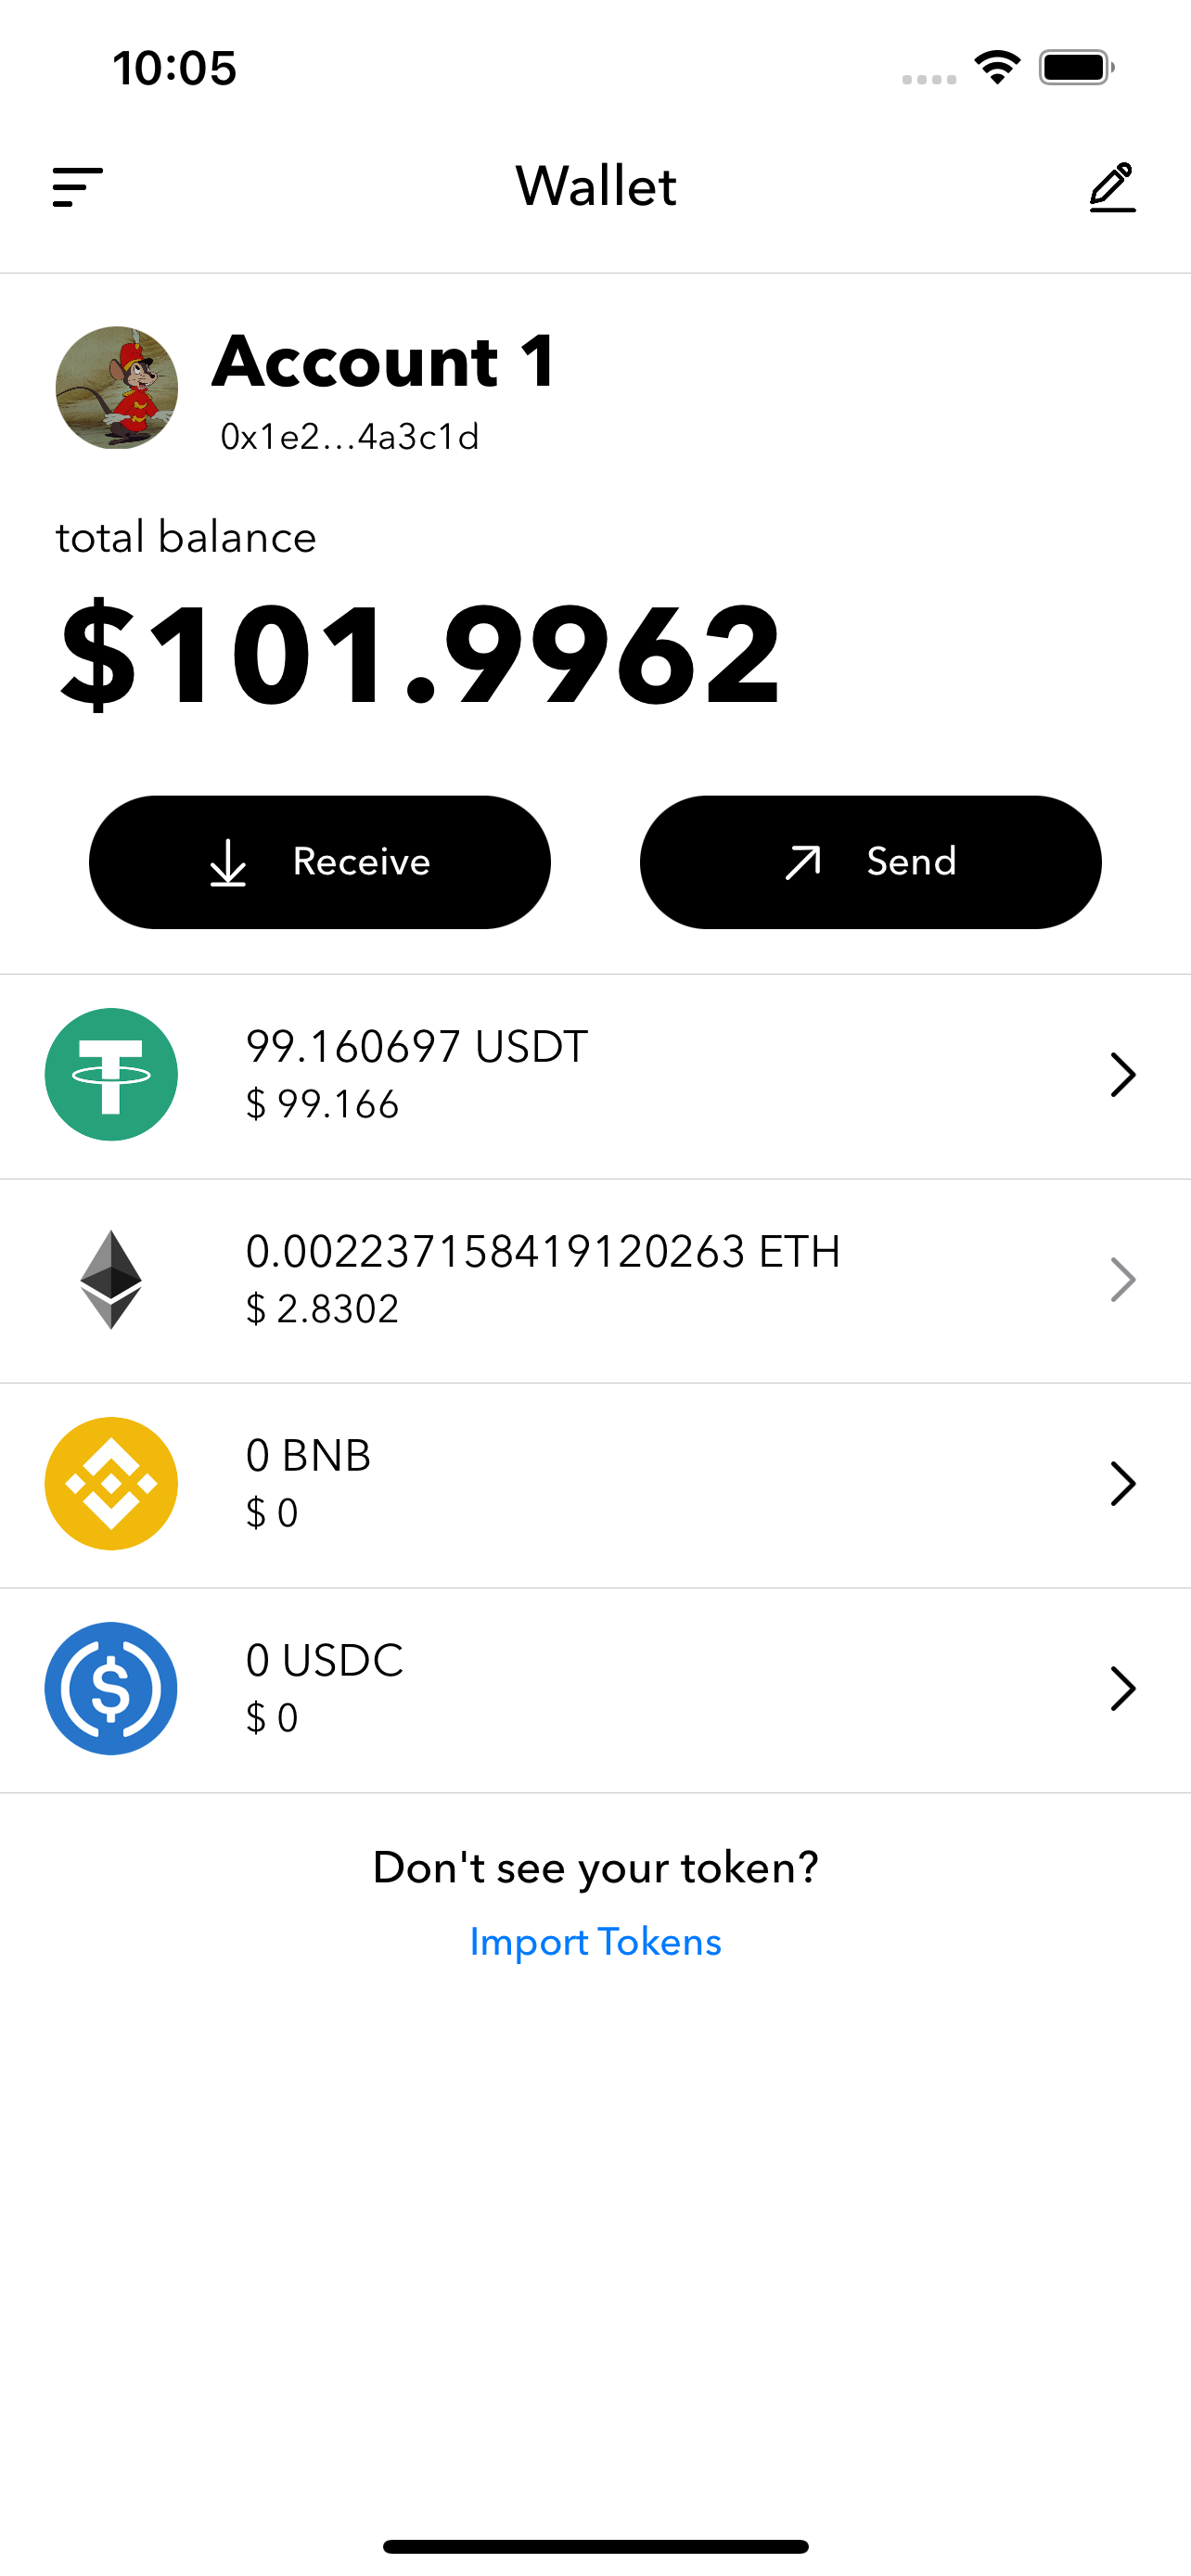 10:05
Wallet
Account 1
0x1e2...4a3c1d
total balance
$101.9962
Receive
Send
99.160697 USDT
$ 99.166
0.002237158419120263 ETH
$ 2.8302
0 BNB
$ 0
0 USDC
$ 0
Don't see your token?
Import Tokens